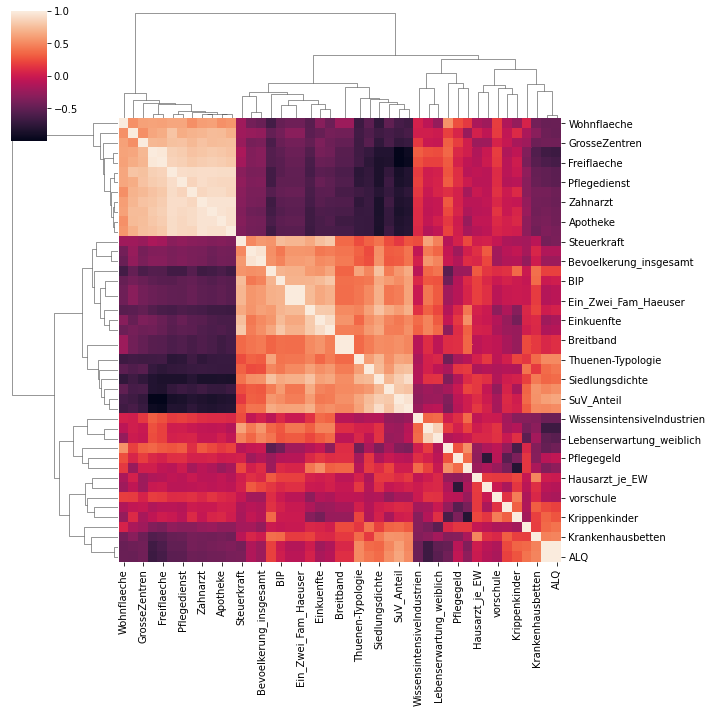 1.0
0.5
0.0
−0.5
Wohnflaeche
GrosseZentren
Freiflaeche
Pflegedienst
Zahnarzt
Apotheke
Steuerkraft
Bevoelkerung_insgesamt
BIP
Ein_Zwei_Fam_Haeuser
Einkuenfte
Breitband
Thuenen-Typologie
Siedlungsdichte
SuV_Anteil
WissensintensiveIndustrien
Lebenserwartung_weiblich
Pflegegeld
Hausarzt_je_EW
vorschule
Krippenkinder
Krankenhausbetten
ALQ
Wohnflaeche
GrosseZentren
Freiflaeche
Pflegedienst
Zahnarzt
Apotheke
Steuerkraft
Bevoelkerung_insgesamt
BIP
Ein_Zwei_Fam_Haeuser
Einkuenfte
Breitband
Thuenen-Typologie
Siedlungsdichte
SuV_Anteil
WissensintensiveIndustrien
Lebenserwartung_weiblich
Pflegegeld
Hausarzt_je_EW
vorschule
Krippenkinder
Krankenhausbetten
ALQ